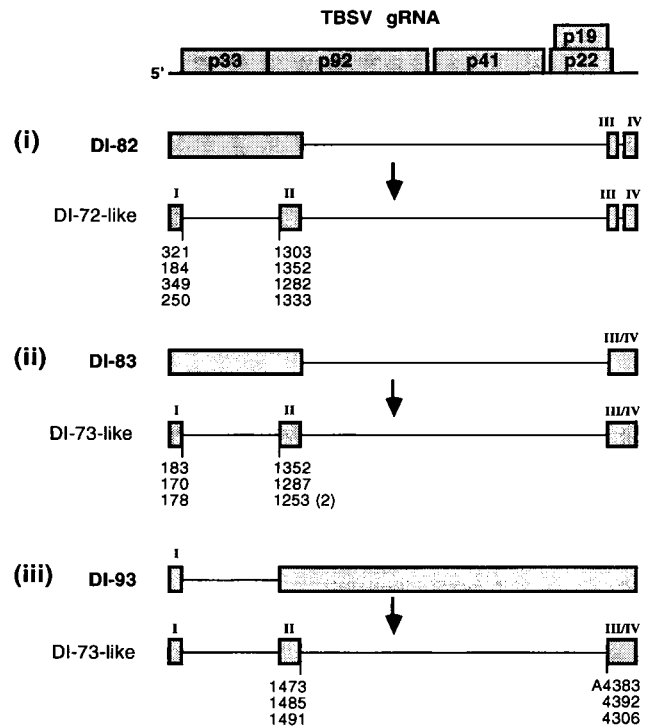 TBSV gRNA
p19
5' p33 p92 p41 p22
III IV
(i) DI-82
I II III IV
DI-72-like
321 1303
184 1352
349 1282
250 1333
III/IV
(ii) DI-83
I II III/IV
DI-73-like
183 1352
170 1287
178 1253 (2)
I
(iii) DI-93
I II III/IV
DI-73-like
1473 A4383
1485 4392
1491 4306